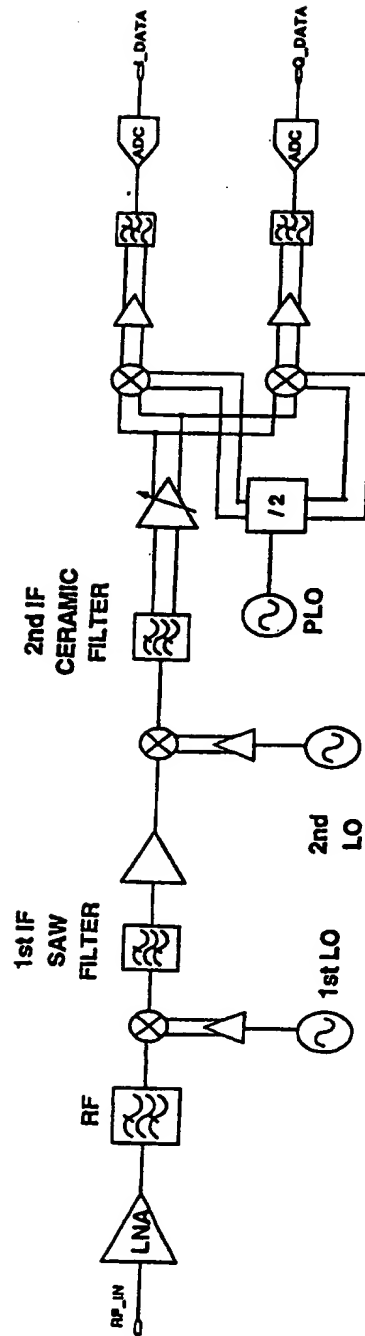 RF_IN
LNA
RF
1st LO
1st IF
SAW
FILTER
2nd
LO
2nd IF
CERAMIC
FILTER
PLO
/2
ADC
I_DATA
ADC
Q_DATA